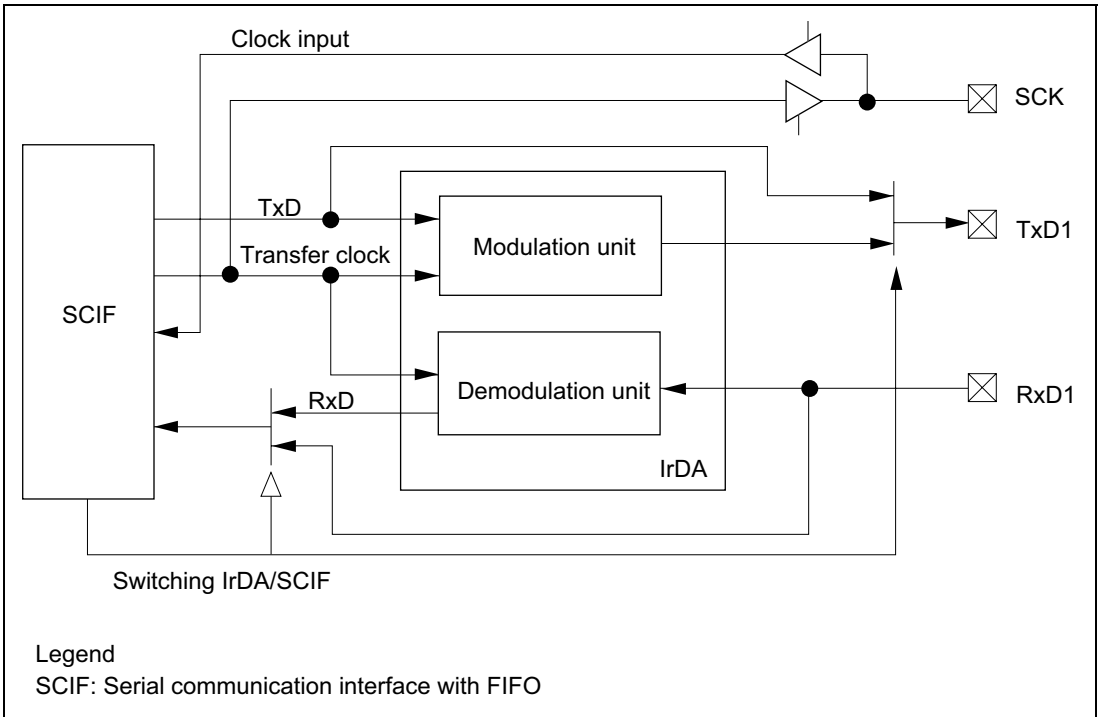 Clock input
SCK
TxD
TxD1
Modulation unit
Transfer clock
SCIF
Demodulation unit
RxD1
RxD
IrDA
Switching IrDA/SCIF
Legend
SCIF: Serial communication interface with FIFO